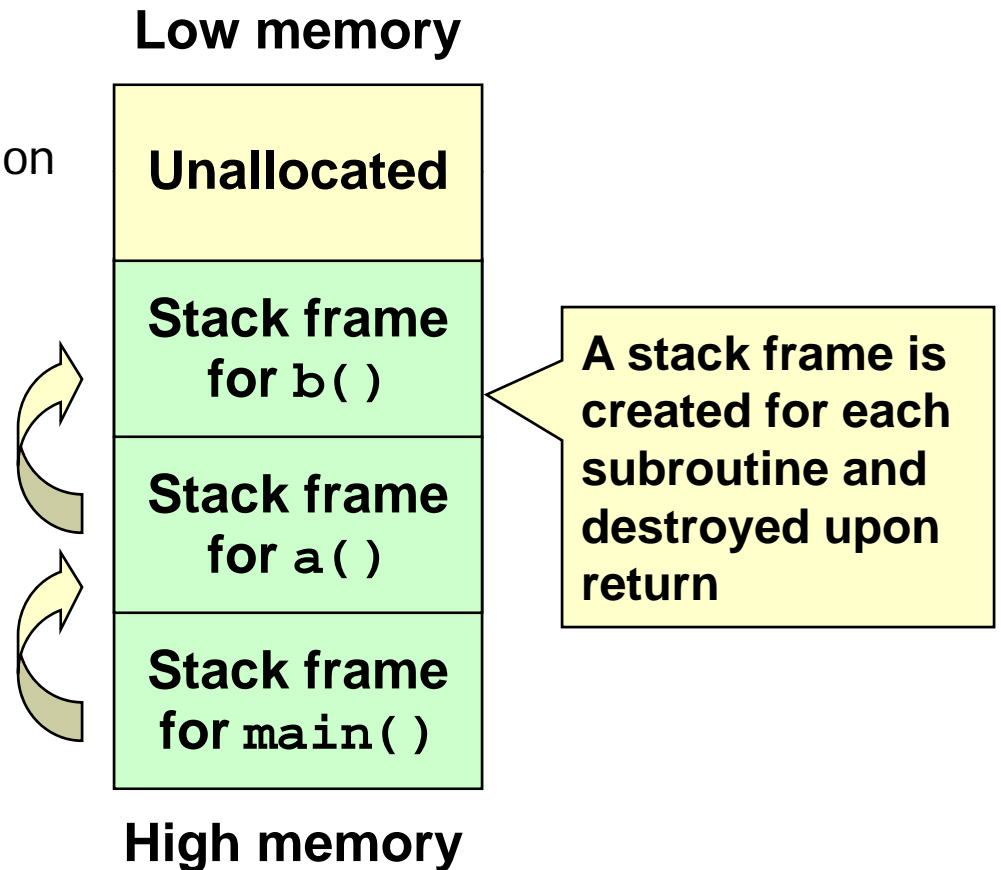 Low memory
on
Unallocated
Stack frame
for b()
Stack frame
for a()
Stack frame
for main()
High memory
A stack frame is
created for each
subroutine and
destroyed upon
return